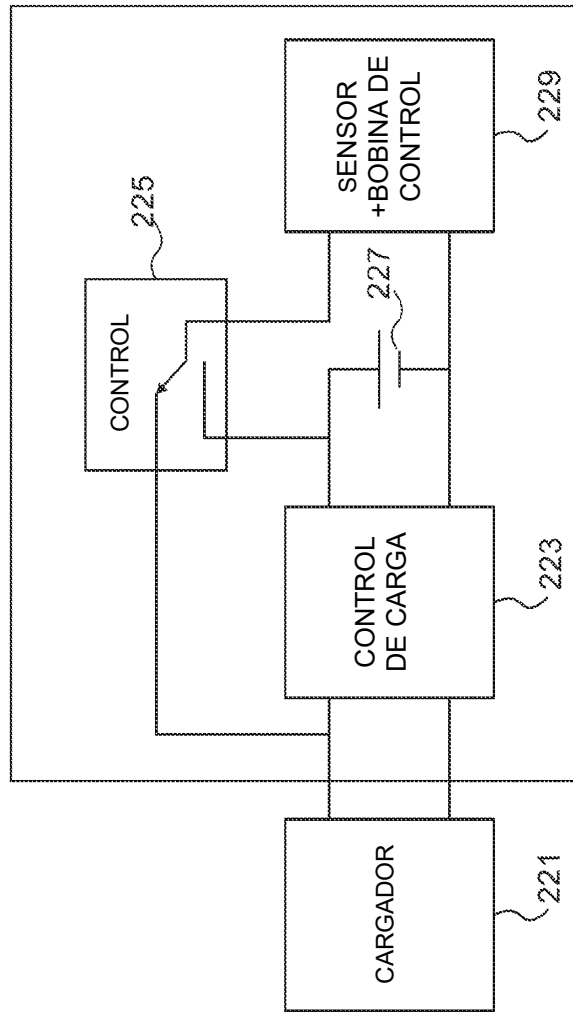 CONTROL
225
SENSOR
+BOBINA DE
CONTROL
229
227
CONTROL
DE CARGA
223
CARGADOR
221